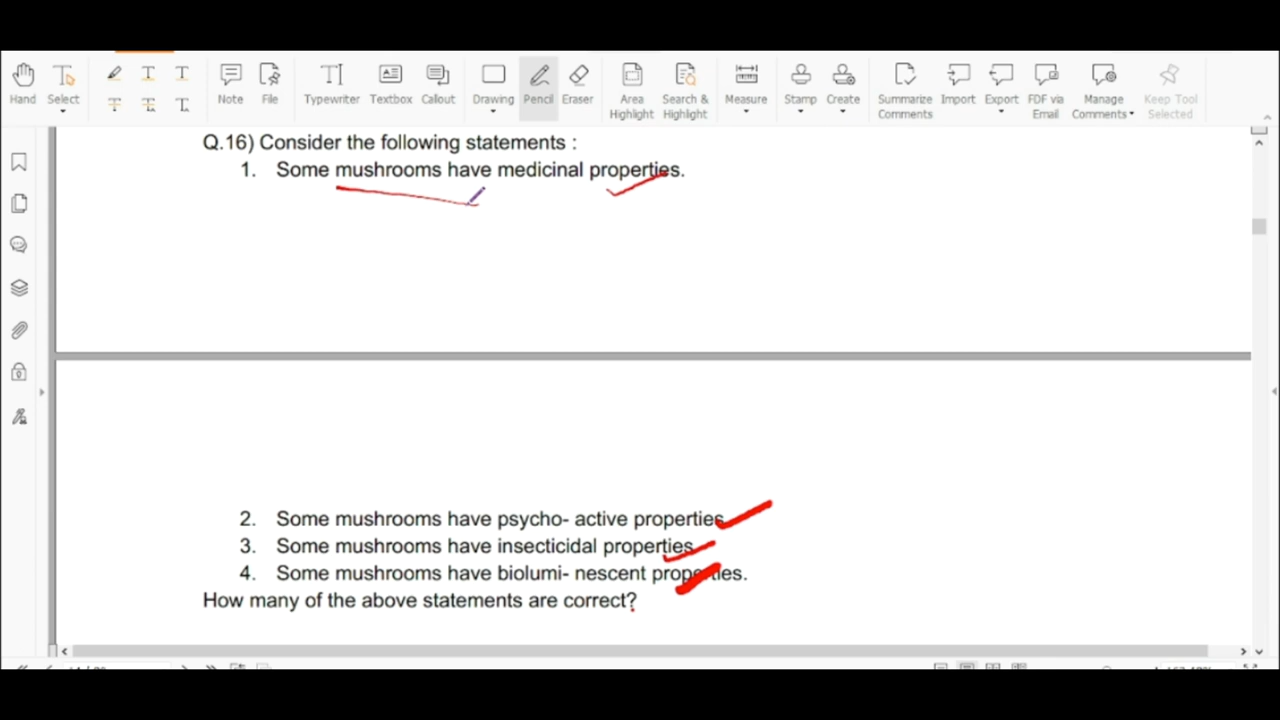 Hand
Select
Note
File
Typewriter
Textbox
Callout
Drawing
Pencil
Eraser
Area Highlight
Search & Highlight
Measure
Stamp
Create
Summarize Comments
Import
Export
FDF via Email
Manage Comments
Keep Tool Selected
Q.16) Consider the following statements :
1. Some mushrooms have medicinal properties.
2. Some mushrooms have psycho- active properties
3. Some mushrooms have insecticidal properties
4. Some mushrooms have biolumi- nescent properties.
How many of the above statements are correct?